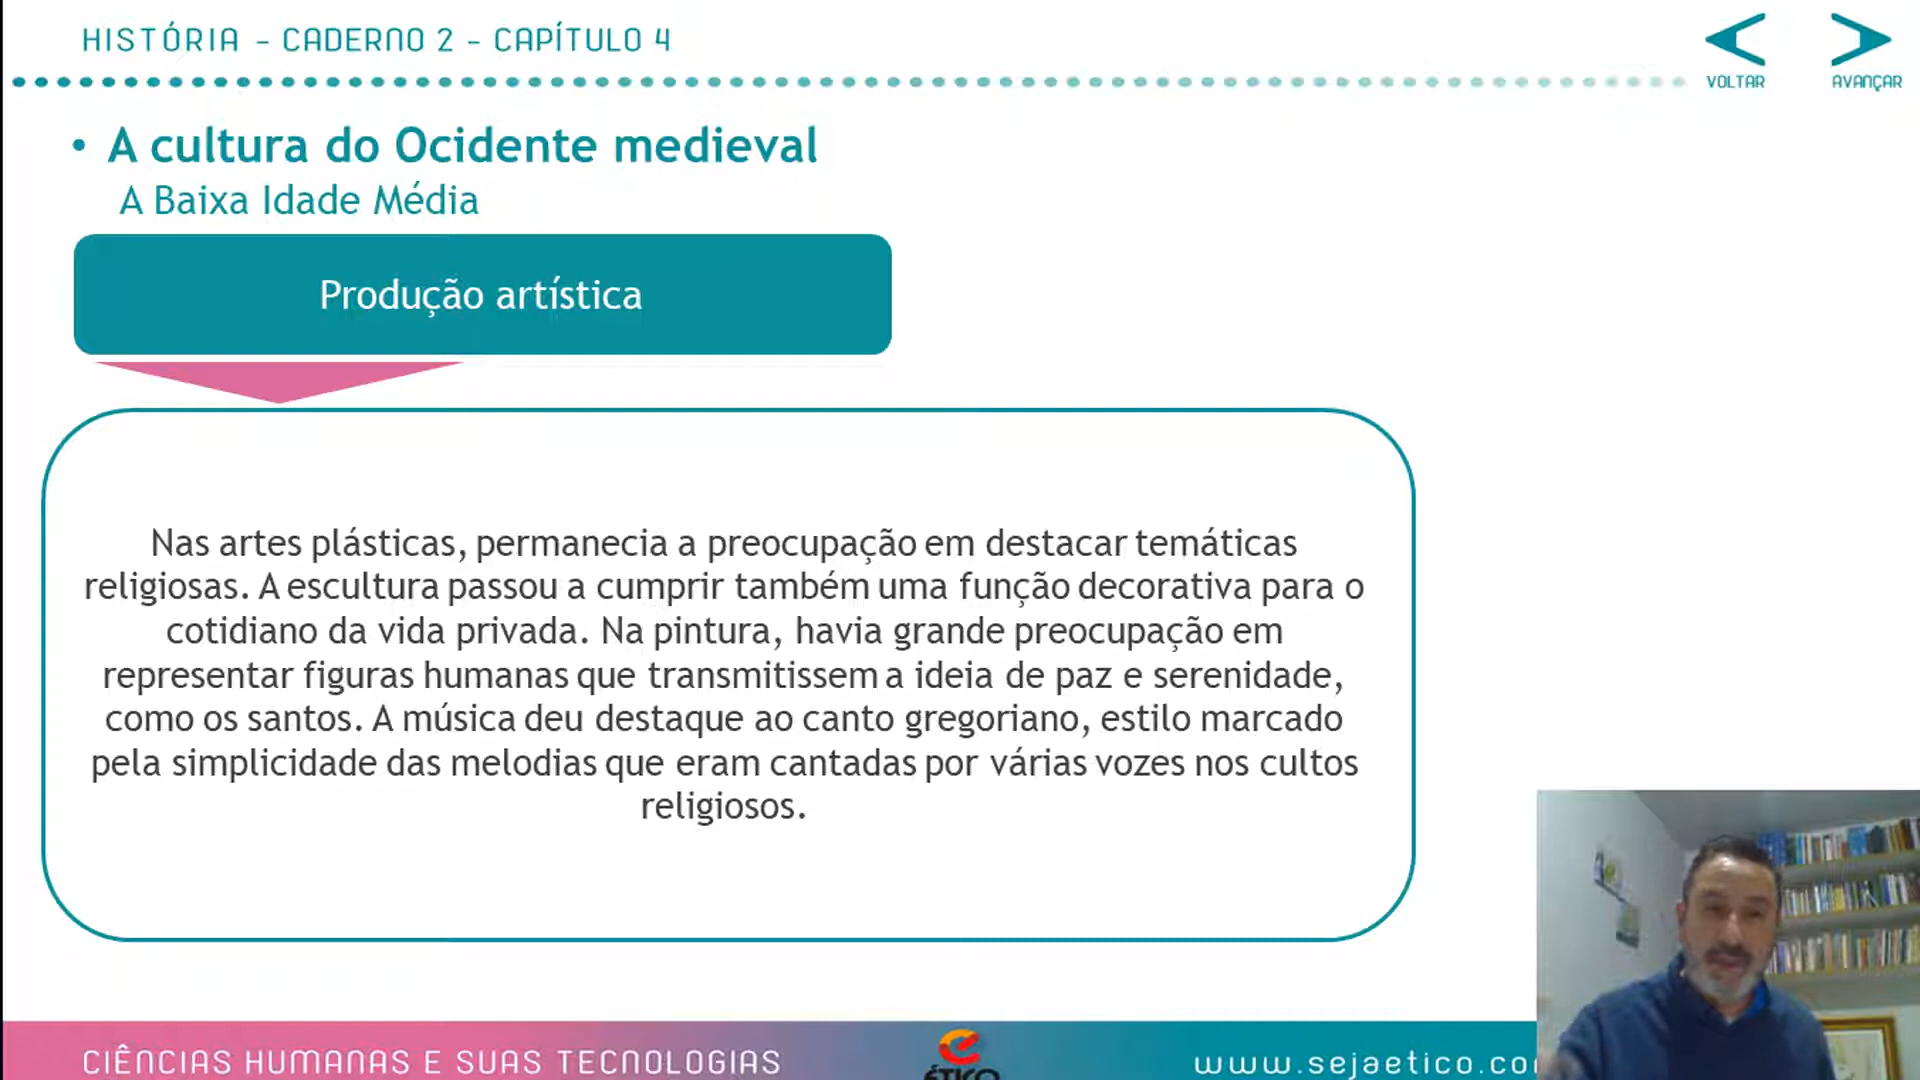 HISTÓRIA - CADERNO 2 - CAPÍTULO 4
VOLTAR
AVANÇAR
• A cultura do Ocidente medieval
A Baixa Idade Média
Produção artística
Nas artes plásticas, permanecia a preocupação em destacar temáticas
religiosas. A escultura passou a cumprir também uma função decorativa para o
cotidiano da vida privada. Na pintura, havia grande preocupação em
representar figuras humanas que transmitissem a ideia de paz e serenidade,
como os santos. A música deu destaque ao canto gregoriano, estilo marcado
pela simplicidade das melodias que eram cantadas por várias vozes nos cultos
religiosos.
CIÊNCIAS HUMANAS E SUAS TECNOLOGIAS
ÉTICO
www.sejaetico.co